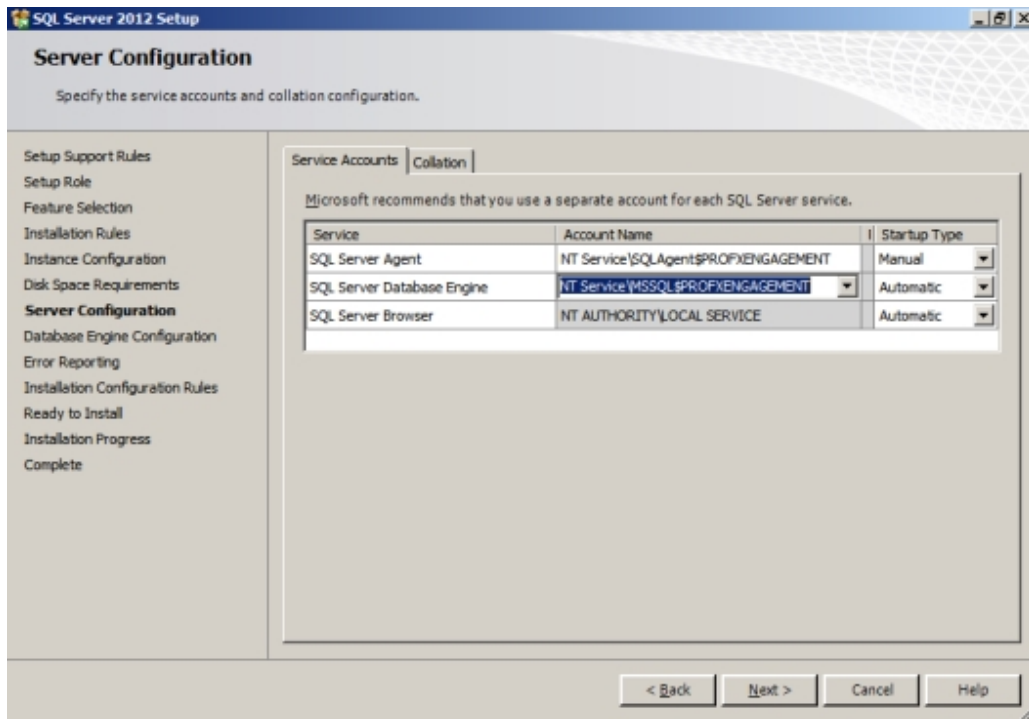 SQL Server 2012 Setup
Server Configuration
Specify the service accounts and collation configuration.
Setup Support Rules
Setup Role
Feature Selection
Installation Rules
Instance Configuration
Disk Space Requirements
Server Configuration
Database Engine Configuration
Error Reporting
Installation Configuration Rules
Ready to Install
Installation Progress
Complete
Service Accounts Collation
Microsoft recommends that you use a separate account for each SQL Server service.
Service Account Name Startup Type
SQL Server Agent NT Service\SQLAgent$PROFXENGAGEMENT Manual
SQL Server Database Engine NT Service\MSSQL$PROFXENGAGEMENT Automatic
SQL Server Browser NT AUTHORITY\LOCAL SERVICE Automatic
< Back Next > Cancel Help